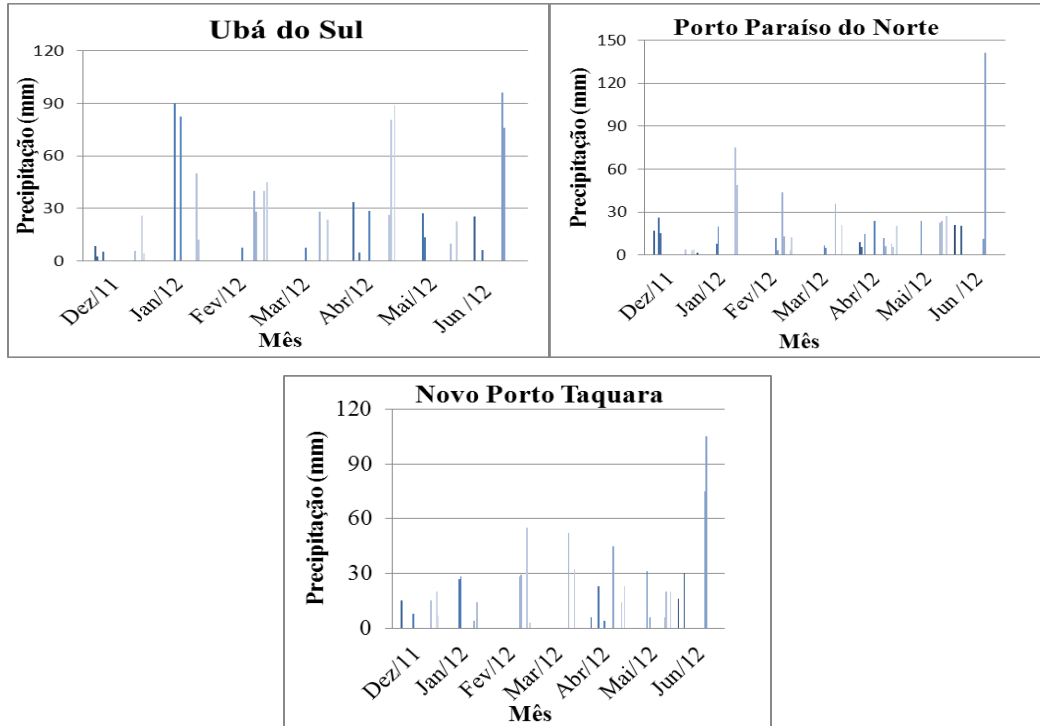 Ubá do Sul
120
90
60
30
0
Precipitação (mm)
Dez/11 Jan/12 Fev/12 Mar/12 Abr/12 Mai/12 Jun /12
Mês
Porto Paraíso do Norte
150
120
90
60
30
0
Precipitação (mm)
Dez/11 Jan/12 Fev/12 Mar/12 Abr/12 Mai/12 Jun /12
Mês
Novo Porto Taquara
120
90
60
30
0
Precipitação (mm)
Dez/11 Jan/12 Fev/12 Mar/12 Abr/12 Mai/12 Jun/12
Mês